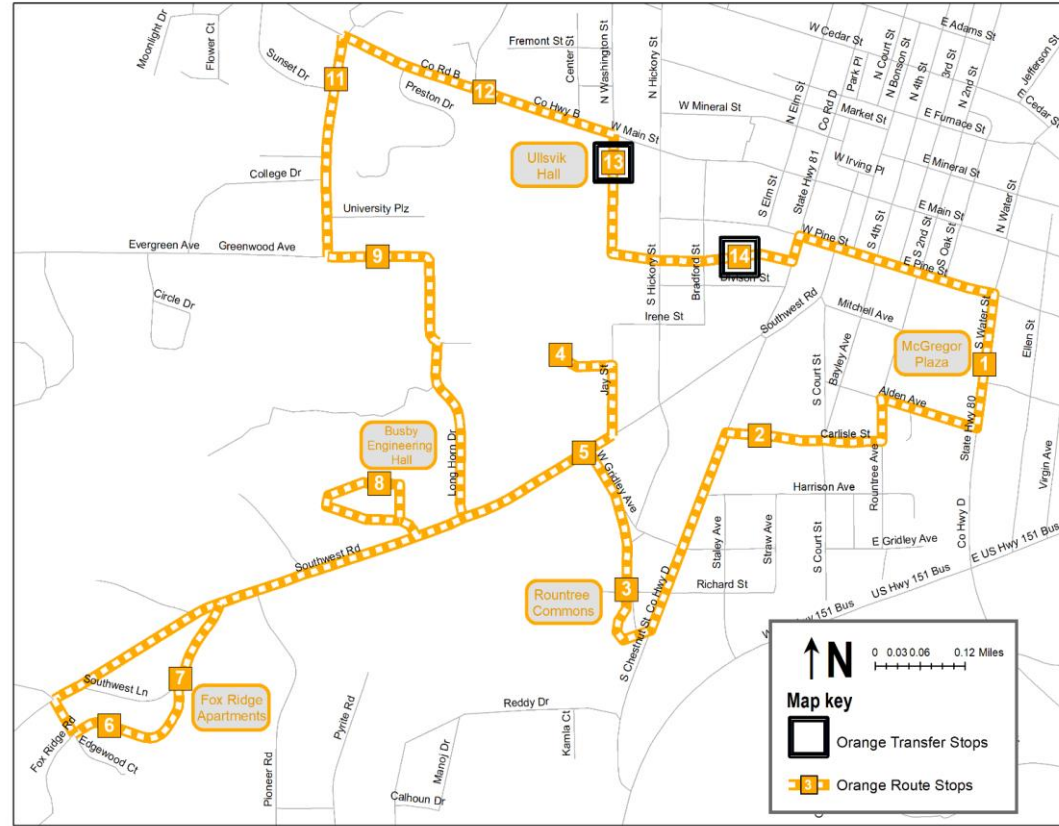 Moonlight Dr
Flower Ct
Sunset Dr
11
Co Rd B
Preston Dr
12
Co Hwy B
Fremont St
Center St
N Washington St
N Hickory St
W Main St
W Mineral St
Ullsvik
Hall
13
W Cedar St
E Adams St
Park Pl
N Court St
N Bonson St
N 4th St
3rd St
N 2nd St
Jefferson St
E Cedar St
N Elm St
Co Rd D
Market St
E Furnace St
W Irving Pl
E Mineral St
State Hwy 81
S Elm St
E Main St
N Water St
S 4th St
S 2nd St
S Oak St
W Pine St
E Pine St
College Dr
University Plz
Evergreen Ave
Greenwood Ave
9
Circle Dr
S Hickory St
Bradford St
14
Divison St
Irene St
Southwest Rd
Mitchell Ave
S Water St
Ellen St
McGregor
Plaza
1
4
Jay St
S Court St
Bayley Ave
Alden Ave
State Hwy 80
2
Carlisle St
Rountree Ave
Virgin Ave
Busby
Engineering
Hall
8
Long Horn Dr
5
W Gridley Ave
Harrison Ave
Staley Ave
Straw Ave
S Court St
E Gridley Ave
Co Hwy D
E US Hwy 151 Bus
US Hwy 151 Bus
Southwest Rd
Rountree
Commons
3
Richard St
S Chestnut St
Co Hwy D
7
Southwest Ln
Fox Ridge
Apartments
6
Fox Ridge Rd
Edgewood Ct
Pioneer Rd
Pyrite Rd
Reddy Dr
Manoj Dr
Kamla Ct
Calhoun Dr
N
0 0.03 0.06 0.12 Miles
Map key
Orange Transfer Stops
3
Orange Route Stops